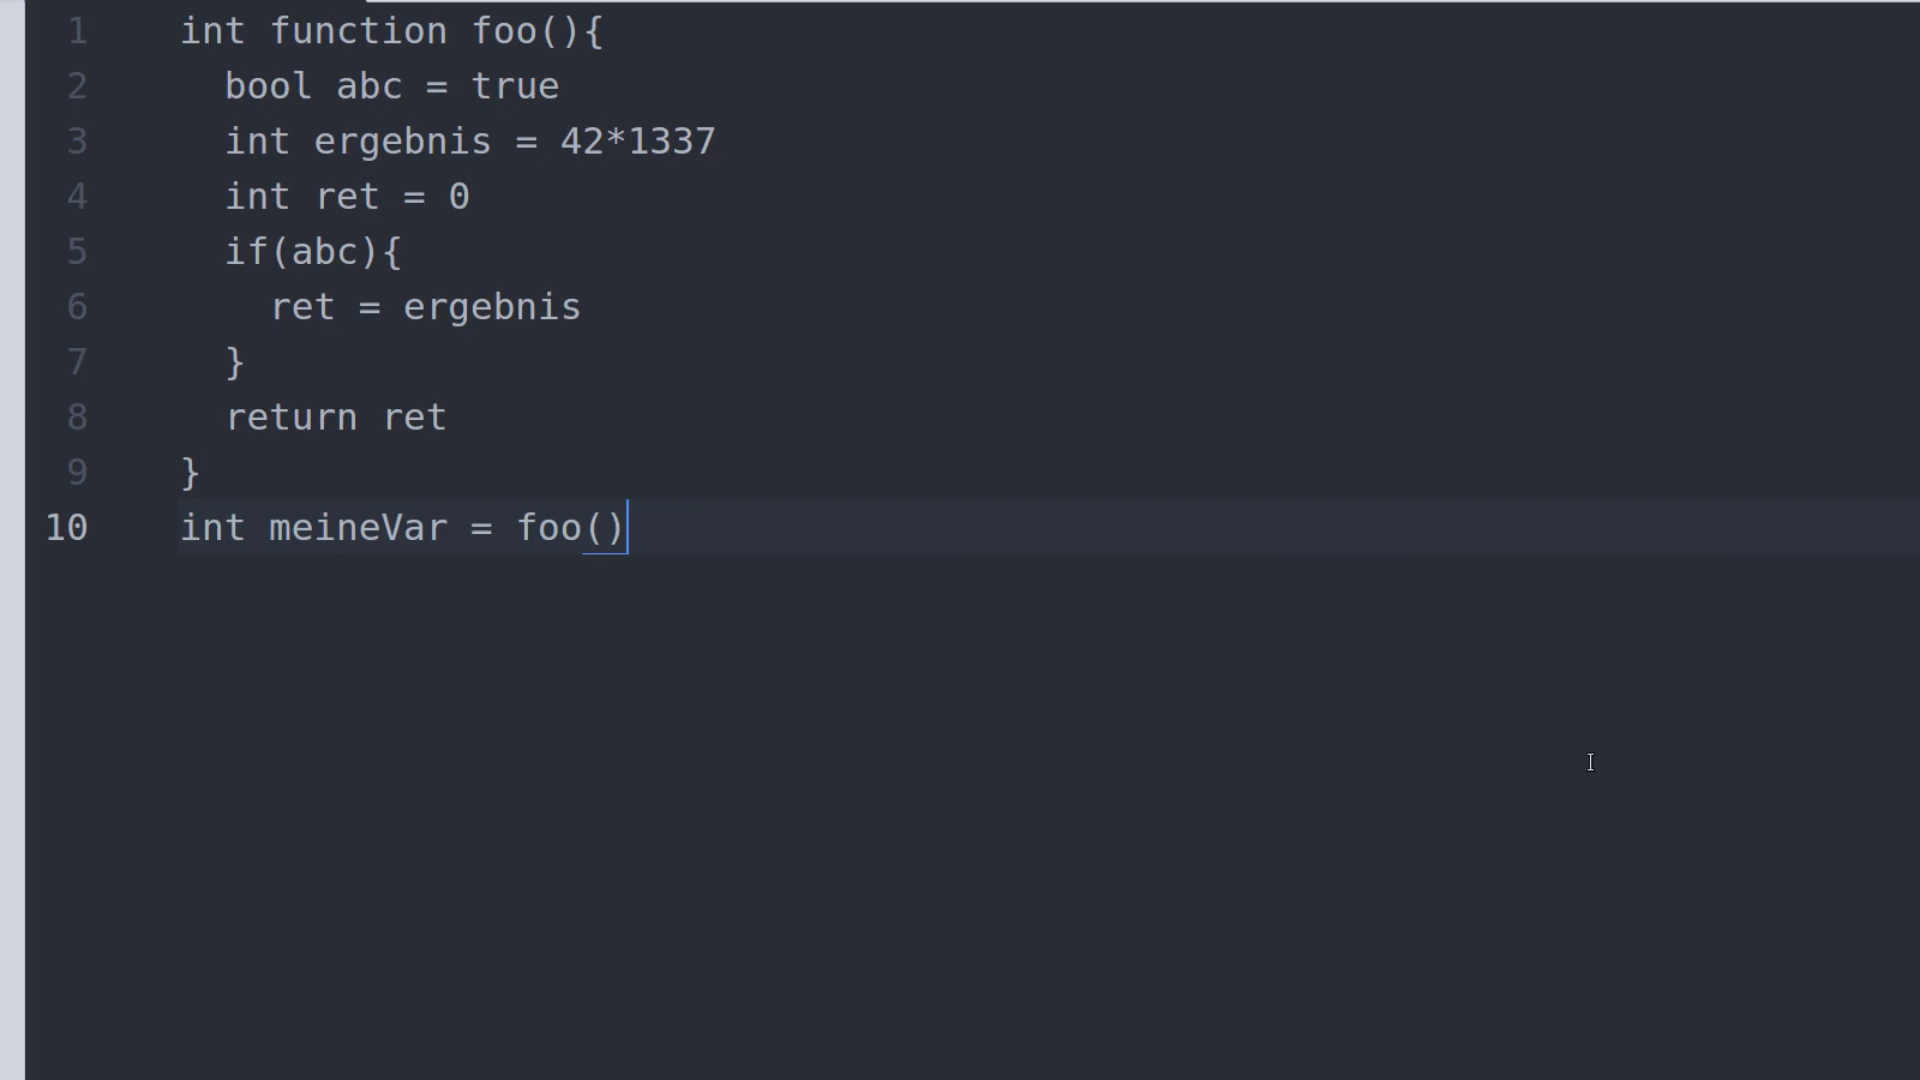 1 int function foo(){
2 bool abc = true
3 int ergebnis = 42*1337
4 int ret = 0
5 if(abc){
6 ret = ergebnis
7 }
8 return ret
9 }
10 int meineVar = foo()